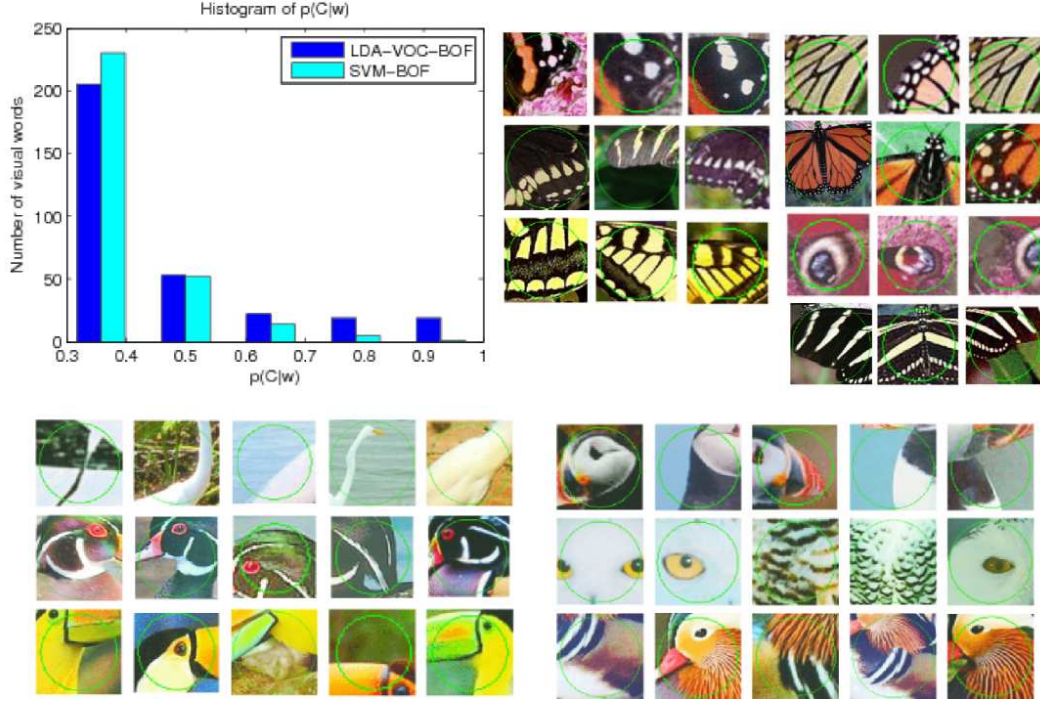 Histogram of p(C|w)
250
200
150
100
50
0
Number of visual words
LDA-VOC-BOF
SVM-BOF
0.3 0.4 0.5 0.6 0.7 0.8 0.9 1
p(C|w)